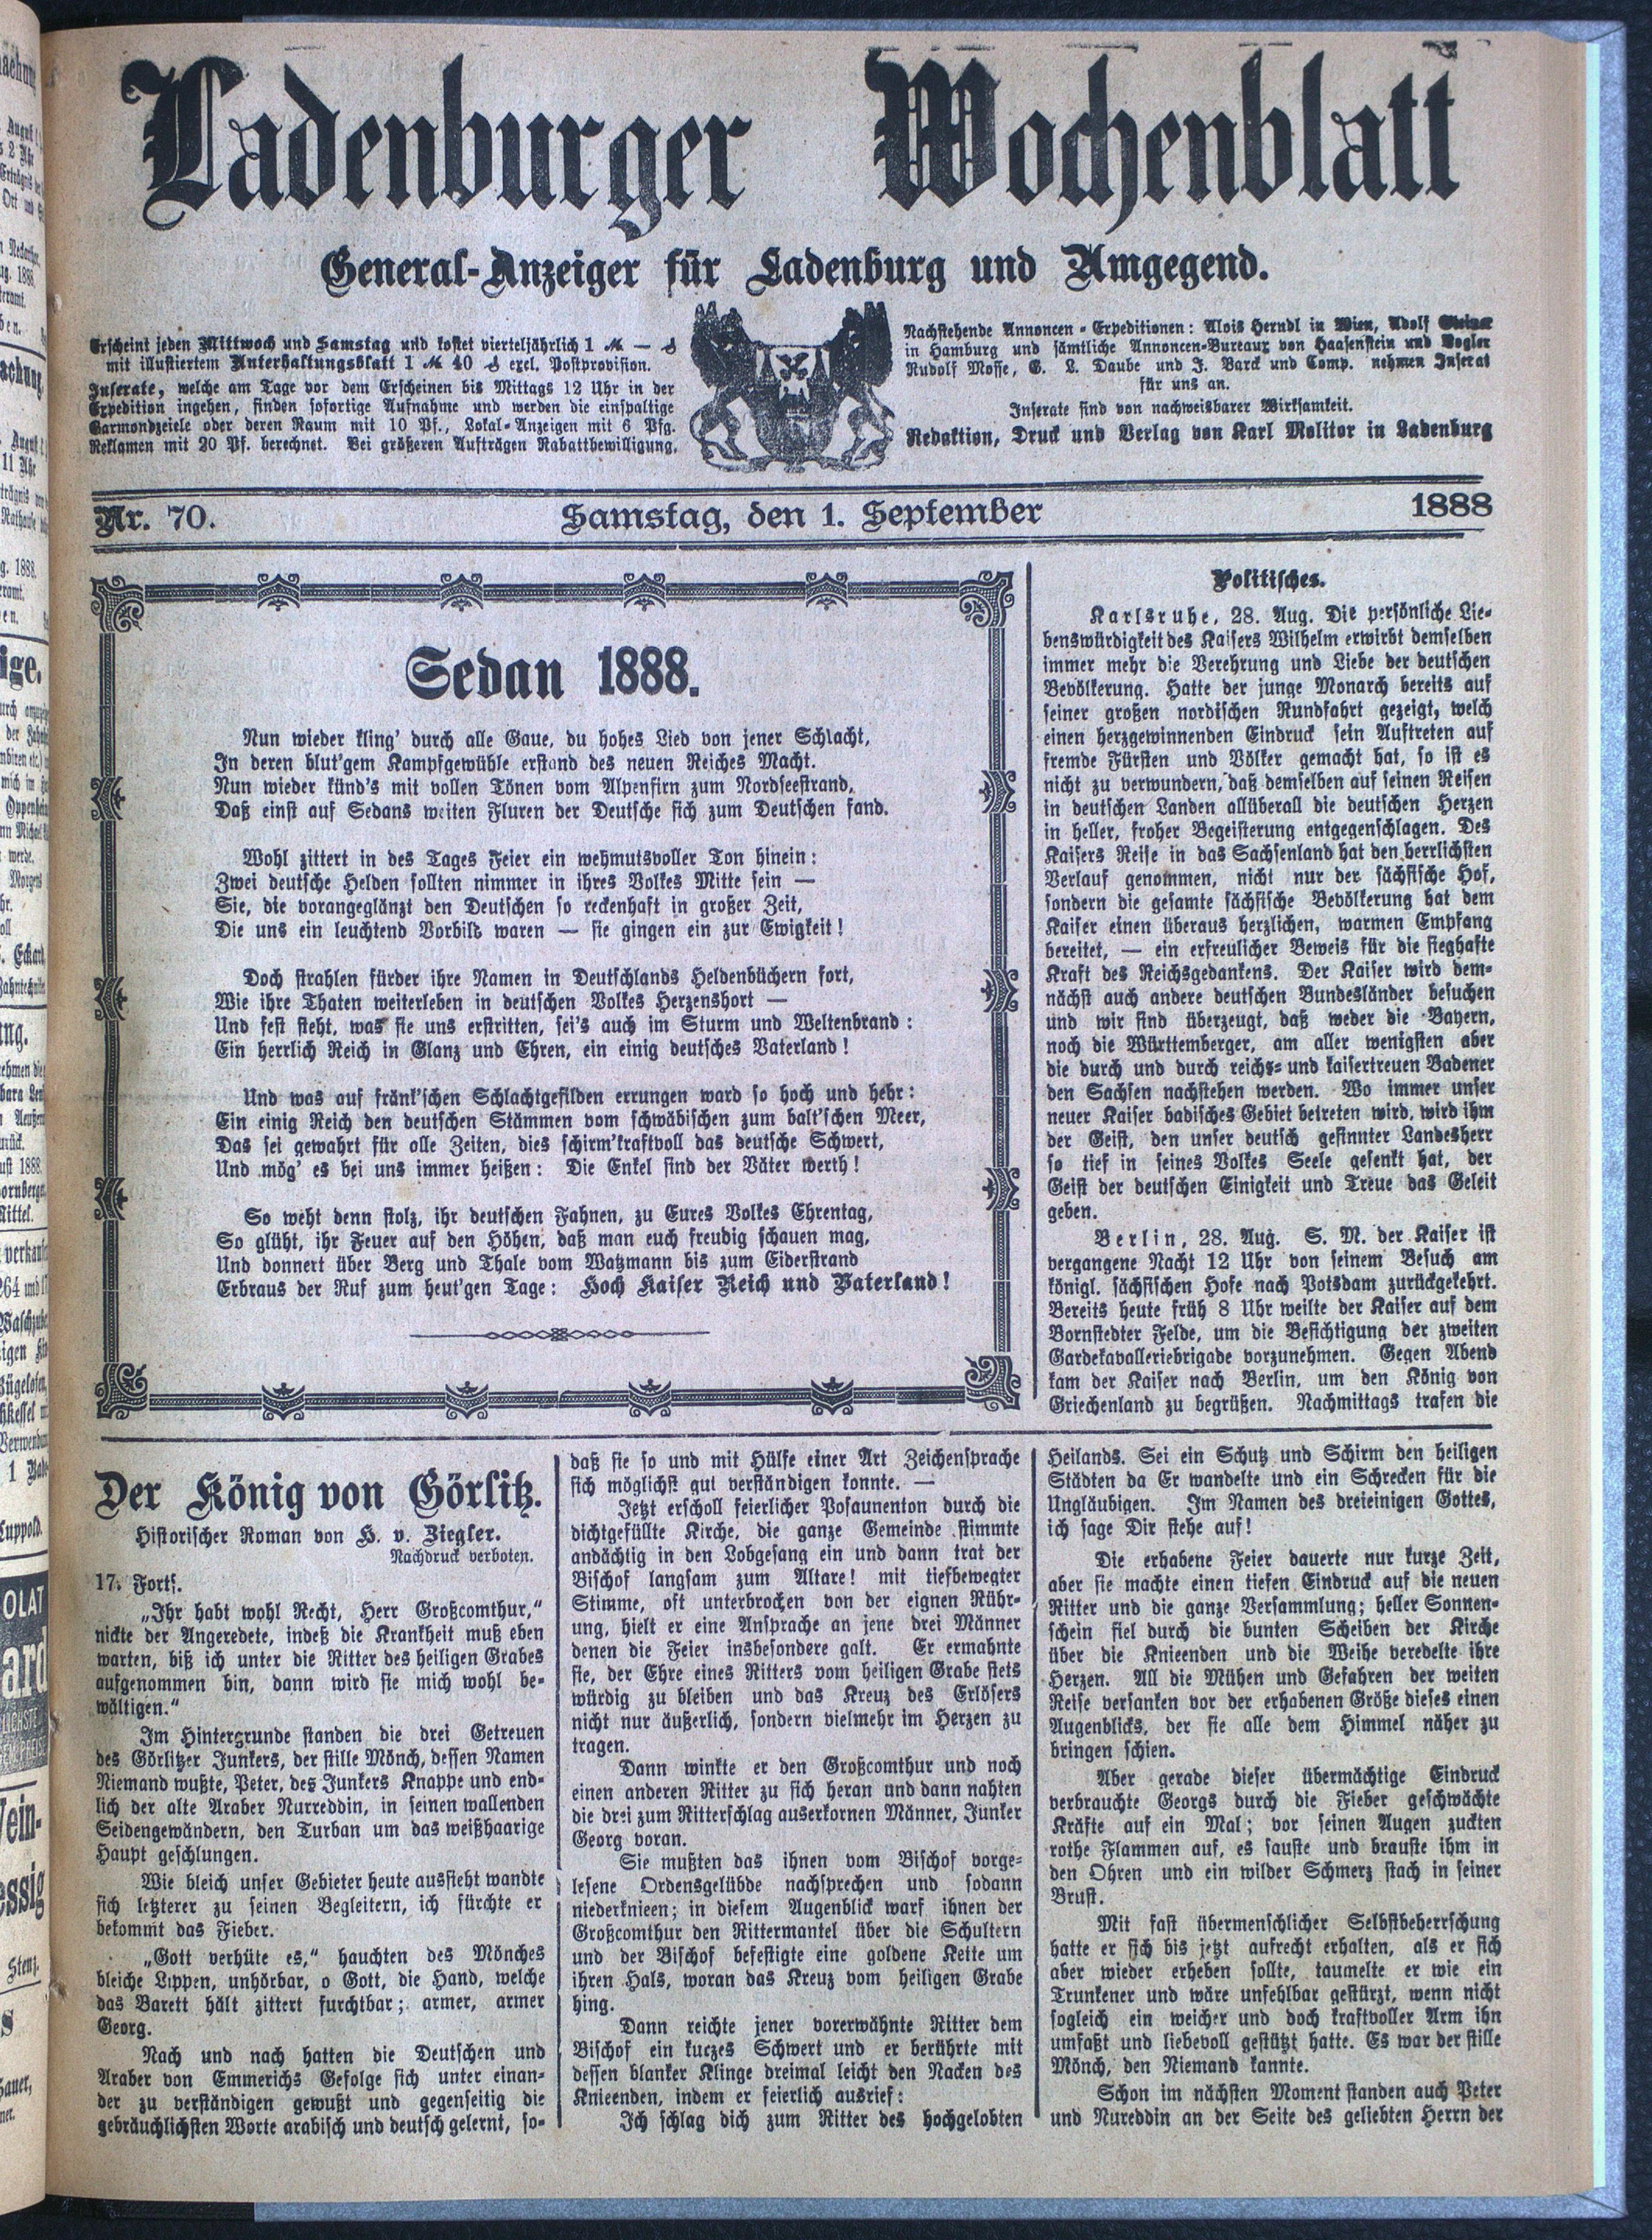 Ladenburger Wochenblatt
General-Anzeiger für Ladenburg und Umgegend.
Erscheint jeden Mittwoch und Samstag und kostet vierteljährlich 1 ℳ — ₰
mit illustiertem Unterhaltungsblatt 1 ℳ 40 ₰ excl. Postprovision.
Inserate, welche am Tage vor dem Erscheinen bis Mittags 12 Uhr in der
Expedition ingehen, finden sofortige Aufnahme und werden die einspaltige
Garmondzeiele oder deren Raum mit 10 Pf., Lokal-Anzeigen mit 6 Pfg.
Reklamen mit 20 Pf. berechnet. Bei größeren Aufträgen Rabattbewilligung.
Nachstehende Annoncen-Expeditionen: Alois Herndl in Wien, Adolf
in Hamburg und sämtliche Annoncen-Bureaux von Haasenstein und Vogler
Rudolf Mosse, G. L. Daube und J. Barck und Comp. nehmen Inserat
für uns an.
Inserate sind von nachweisbarer Wirksamkeit.
Redaktion, Druck und Verlag von Karl Molitor in Ladenburg
Nr. 70. Samstag, den 1. September 1888
Sedan 1888.
Nun wieder kling' durch alle Gaue, du hohes Lied von jener Schlacht,
In deren blut'gem Kampfgewühle erstand des neuen Reiches Macht.
Nun wieder künd's mit vollen Tönen vom Alpenfirn zum Nordseestrand,
Daß einst auf Sedans weiten Fluren der Deutsche sich zum Deutschen fand.
Wohl zittert in des Tages Feier ein wehmutsvoller Ton hinein:
Zwei deutsche Helden sollten nimmer in ihres Volkes Mitte sein —
Sie, die vorangeglänzt den Deutschen so reckenhaft in großer Zeit,
Die uns ein leuchtend Vorbild waren — sie gingen ein zur Ewigkeit!
Doch strahlen fürder ihre Namen in Deutschlands Heldenbüchern fort,
Wie ihre Thaten weiterleben in deutschen Volkes Herzenshort —
Und fest steht, was sie uns erstritten, sei's auch im Sturm und Weltenbrand:
Ein herrlich Reich in Glanz und Ehren, ein einig deutsches Vaterland!
Und was auf fränk'schen Schlachtgefilden errungen ward so hoch und hehr:
Ein einig Reich den deutschen Stämmen vom schwäbischen zum balt'schen Meer,
Das sei gewahrt für olle Zeiten, dies schirm'kraftvoll das deutsche Schwert,
Und mög' es bei uns immer heißen: Die Enkel sind der Väter werth!
So weht denn stolz, ihr deutschen Fahnen, zu Eures Volkes Ehrentag,
So glüht, ihr Feuer auf den Höhen, daß man euch freudig schauen mag,
Und donnert über Berg und Thale vom Watzmann bis zum Eiderstrand
Erbraus der Ruf zum heut'gen Tage: Hoch Kaiser Reich und Vaterland!
Politisches.
Karlsruhe, 28. Aug. Die persönliche Lie-
benswürdigkeit des Kaisers Wilhelm erwirbt demselben
immer mehr die Verehrung und Liebe der deutschen
Bevölkerung. Hatte der junge Monarch bereits auf
seiner großen nordischen Rundfahrt gezeigt, welch
einen herzgewinnenden Eindruck sein Auftreten auf
fremde Fürsten und Völker gemacht hat, so ist es
nicht zu verwundern, daß demselben auf seinen Reisen
in deutschen Landen allüberall die deutschen Herzen
in heller, froher Begeisterung entgegenschlagen. Des
Kaisers Reise in das Sachsenland hat den herrlichsten
Verlauf genommen, nicht nur der sächsische Hof,
sondern die gesamte sächsische Bevölkerung hat dem
Kaiser einen überaus herzlichen, warmen Empfang
bereitet, — ein erfreulicher Beweis für die sieghafte
Kraft des Reichsgedankens. Der Kaiser wird dem-
nächst auch andere deutschen Bundesländer besuchen
und wir sind überzeugt, daß weder die Bayern,
noch die Württemberger, am aller wenigsten aber
die durch und durch reichs- und kaisertreuen Badener
den Sachsen nachstehen werden. Wo immer unser
neuer Kaiser badisches Gebiet betreten wird, wird ihm
der Geist, den unser deutsch gesinnter Landesherr
so tief in seines Volkes Seele gesenkt hat, der
Geist der deutschen Einigkeit und Treue das Geleit
geben.
Berlin, 28. Aug. S. M. der Kaiser ist
vergangene Nacht 12 Uhr von seinem Besuch am
königl. sächsischen Hofe nach Potsdam zurückgekehrt.
Bereits heute früh 8 Uhr weilte der Kaiser auf dem
Bornstedter Felde, um die Besichtigung der zweiten
Gardekavalleriebrigade vorzunehmen. Gegen Abend
kam der Kaiser nach Berlin, um den König von
Griechenland zu begrüßen. Nachmittags trafen die
Der König von Görlitz.
Historischer Roman von H. v. Ziegler.
Nachdruck verboten.
17. Forts.
„Ihr habt wohl Recht, Herr Großcomthur,“
nickte der Angeredete, indeß die Krankheit muß eben
warten, biß ich unter die Ritter des heiligen Grabes
aufgenommen bin, dann wird sie mich wohl be-
wältigen.“
Im Hintergrunde standen die drei Getreuen
des Görlitzer Junkers, der stille Mönch, dessen Namen
Niemand wußte, Peter, des Junkers Knappe und end-
lich der alte Araber Nurreddin, in seinen wallenden
Seidengewändern, den Turban um das weißhaarige
Haupt geschlungen.
Wie bleich unser Gebieter heute aussieht wandte
sich letzterer zu seinen Begleitern, ich fürchte er
bekommt das Fieber.
„Gott verhüte es,“ hauchten des Mönches
bleiche Lippen, unhörbar, o Gott, die Hand, welche
das Barett hält zittert furchtbar; armer, armer
Georg.
Nach und nach hatten die Deutschen und
Araber von Emmerichs Gefolge sich unter einan-
der zu verständigen gewußt und gegenseitig die
gebräuchlichsten Worte arabisch und deutsch gelernt, so-
daß sie so und mit Hülfe einer Art Zeichensprache
sich möglichst gut verständigen konnte. —
Jetzt erscholl feierlicher Posaunenton durch die
dichtgefüllte Kirche, die ganze Gemeinde stimmte
andächtig in den Lobgesang ein und dann trat der
Bischof langsam zum Altare! mit tiefbewegter
Stimme, oft unterbrochen von der eignen Rühr-
ung, hielt er eine Ansprache an jene drei Männer
denen die Feier insbesondere galt. Er ermahnte
sie, der Ehre eines Ritters vom heiligen Grabe stets
würdig zu bleiben und das Kreuz des Erlösers
nicht nur äußerlich, sondern vielmehr im Herzen zu
tragen.
Dann winkte er den Großcomthur und noch
einen anderen Ritter zu sich heran und dann nahten
die drei zum Ritterschlag auserkornen Männer, Junker
Georg voran.
Sie mußten das ihnen vom Bischof vorge-
lesene Ordensgelübde nachsprechen und sodann
niederknieen; in diesem Augenblick warf ihnen der
Großcomthur den Rittermantel über die Schultern
und der Bischof befestigte eine goldene Kette um
ihren Hals, woran das Kreuz vom heiligen Grabe
hing.
Dann reichte jener vorerwähnte Ritter dem
Bischof ein kurzes Schwert und er berührte mit
dessen blanker Klinge dreimal leicht den Nacken des
Knieenden, indem er feierlich ausrief:
Ich schlag dich zum Ritter des hochgelobten
Heilands. Sei ein Schutz und Schirm den heiligen
Städten da Er wandelte und ein Schrecken für die
Ungläubigen. Im Namen des dreieinigen Gottes,
ich sage Dir stehe auf!
Die erhabene Feier dauerte nur kurze Zeit,
aber sie machte einen tiefen Eindruck auf die neuen
Ritter und die ganze Versammlung; heller Sonnen-
schein fiel durch die bunten Scheiben der Kirche
über die Knieenden und die Weihe veredelte ihre
Herzen. All die Mühen und Gefahren der weiten
Reise versanken vor der erhabenen Größe dieses einen
Augenblicks, der sie alle dem Himmel näher zu
bringen schien.
Aber gerade dieser übermächtige Eindruck
verbrauchte Georgs durch die Fieber geschwächte
Kräfte auf ein Mal; vor seinen Augen zuckten
rothe Flammen auf, es sauste und brauste ihm in
den Ohren und ein wilder Schmerz stach in seiner
Brust.
Mit fast übermenschlicher Selbstbeherrschung
hatte er sich bis jetzt aufrecht erhalten, als er sich
aber wieder erheben sollte, taumelte er wie ein
Trunkener und wäre unfehlbar gestürzt, wenn nicht
sogleich ein weicher und doch kraftvoller Arm ihn
umfaßt und liebevoll gestützt hatte. Es war der stille
Mönch, den Niemand kannte.
Schon im nächsten Moment standen auch Peter
und Nureddin an der Seite des geliebten Herrn der